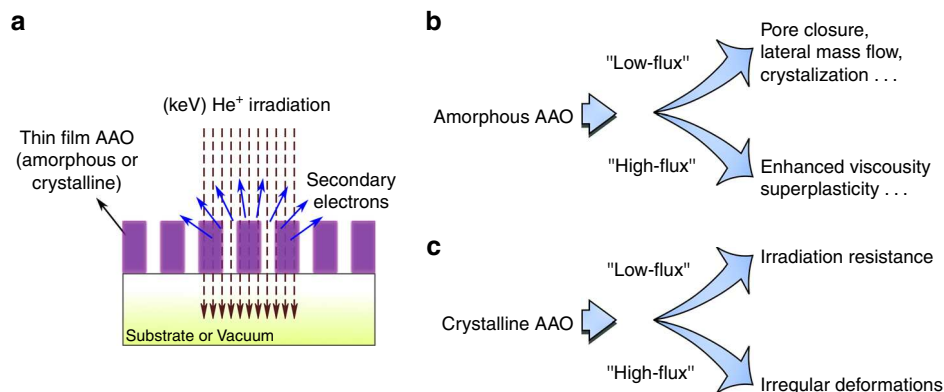 a
(keV) He⁺ irradiation
Thin film AAO
(amorphous or
crystalline)
Secondary
electrons
Substrate or Vacuum
b
Amorphous AAO
"Low-flux"
"High-flux"
Pore closure,
lateral mass flow,
crystalization . . .
Enhanced viscousity
superplasticity . . .
c
Crystalline AAO
"Low-flux"
"High-flux"
Irradiation resistance
Irregular deformations